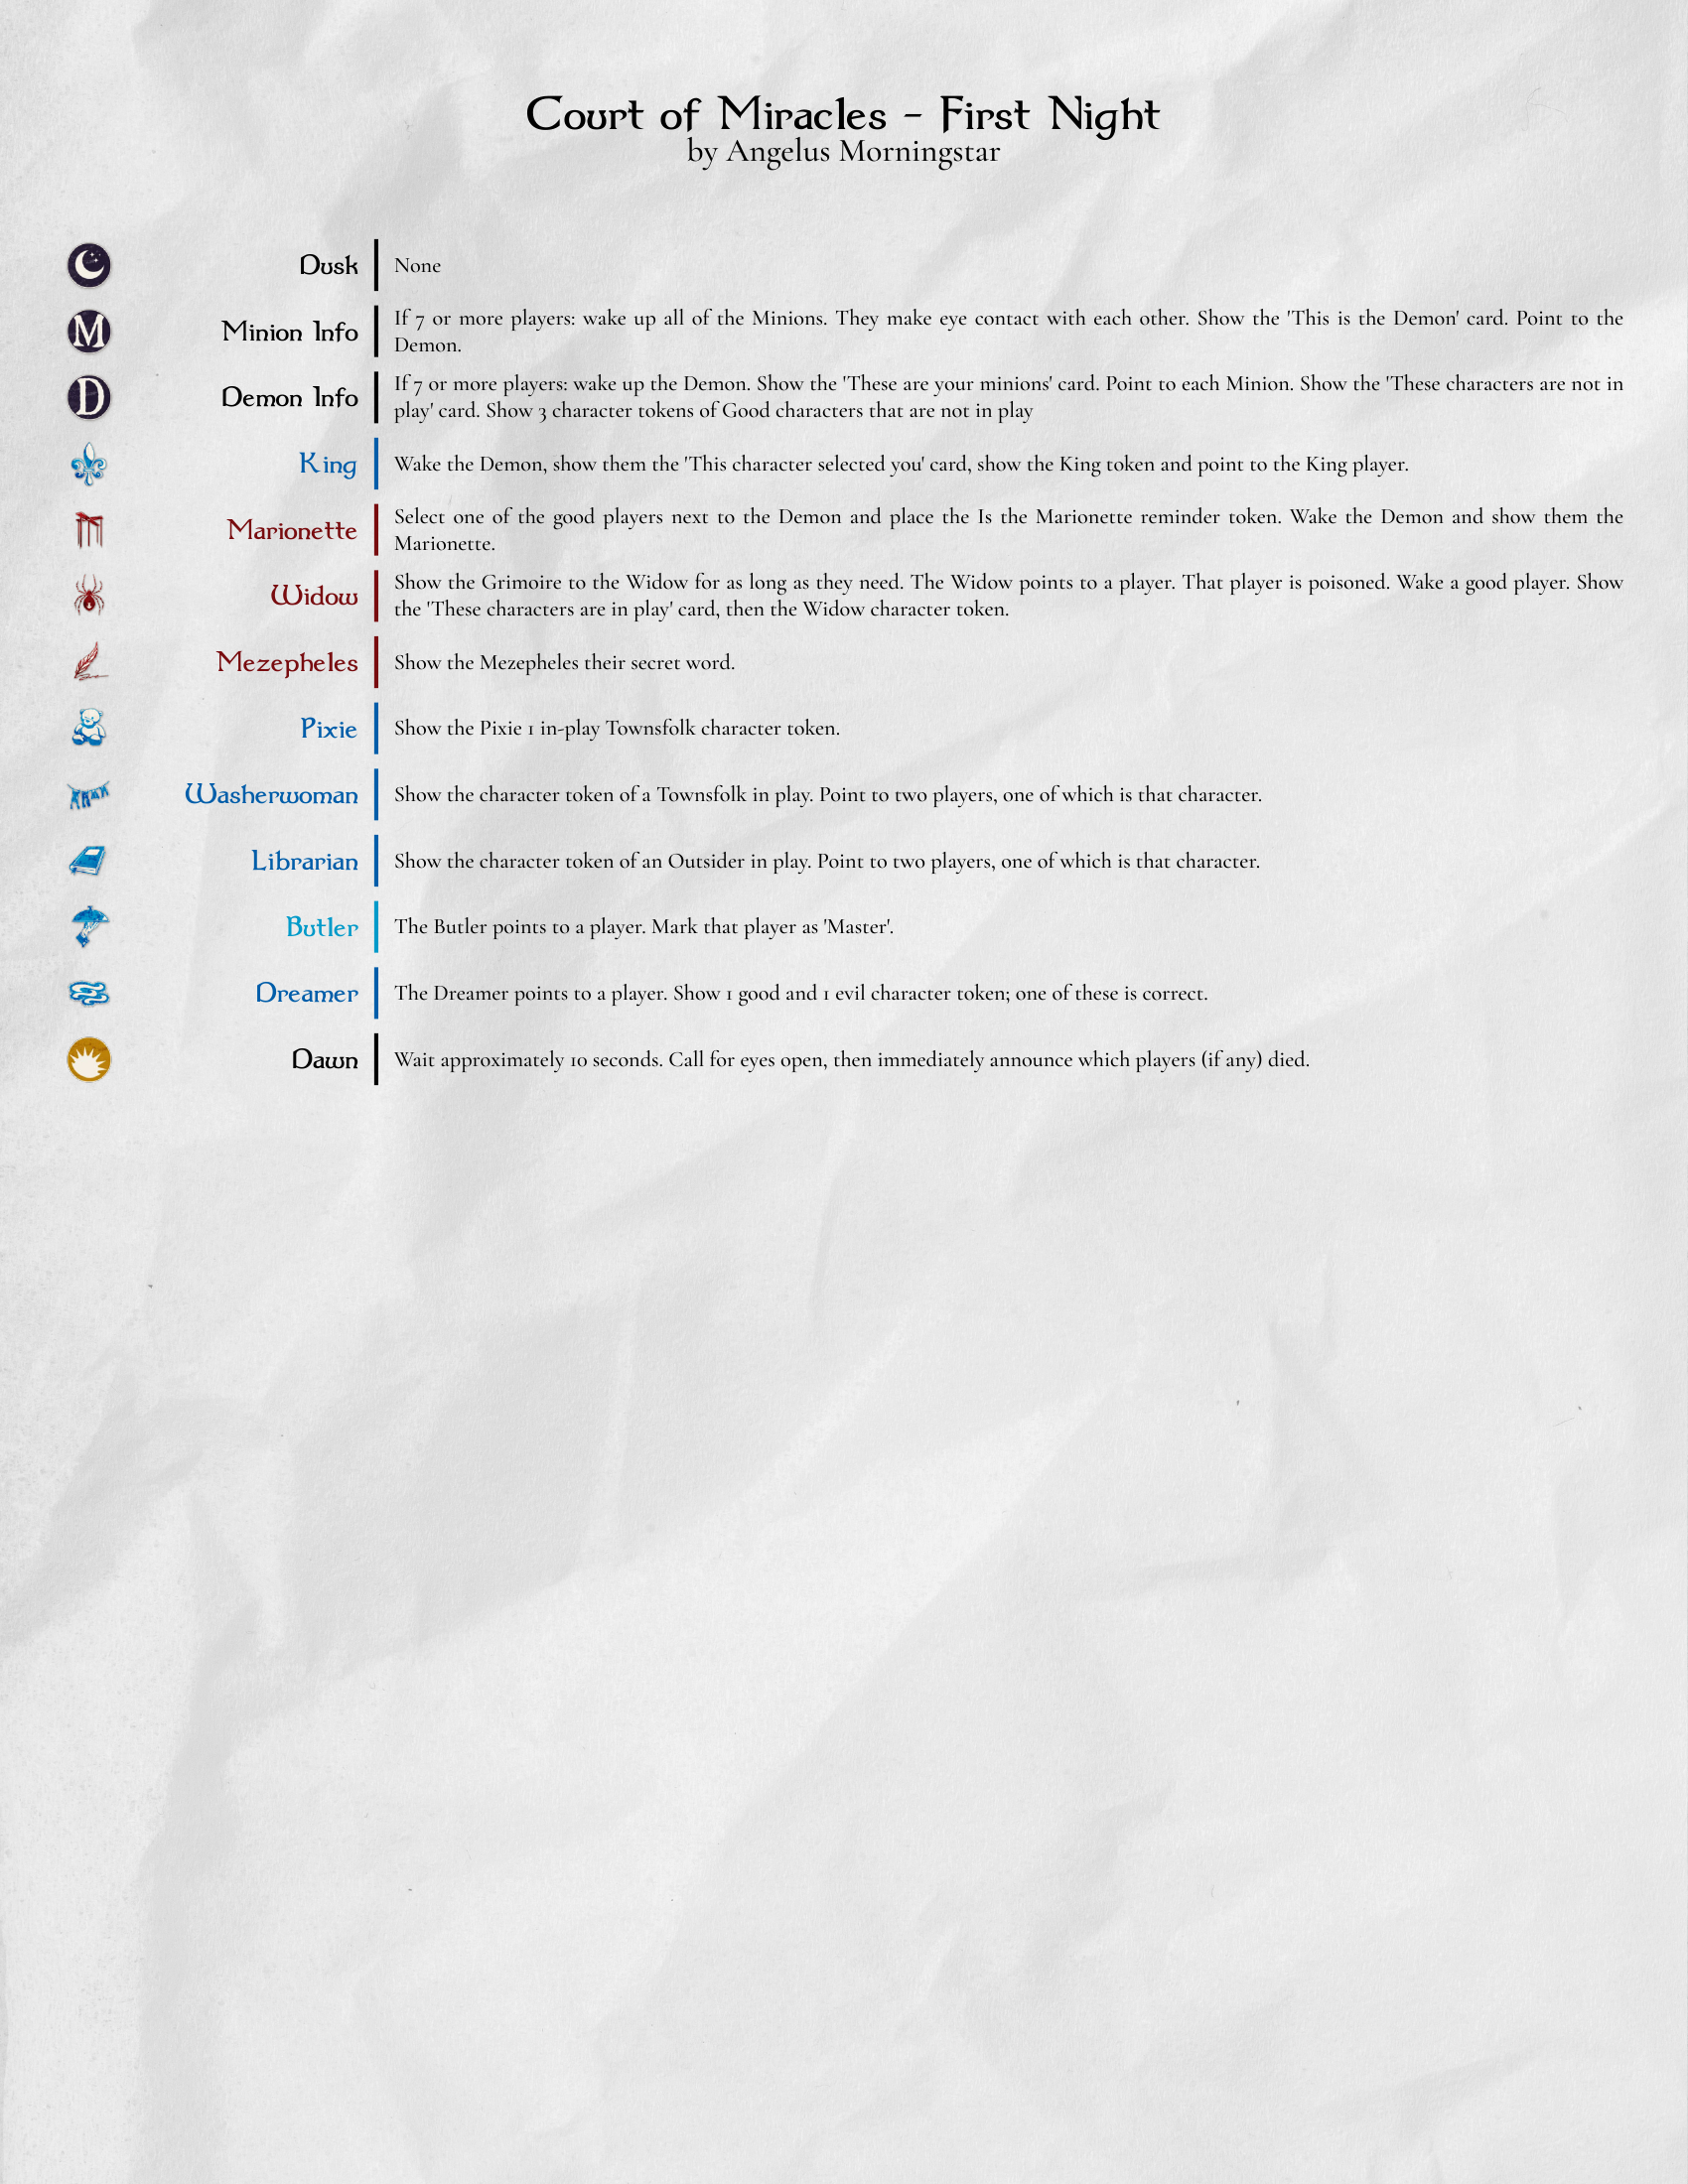 Court of Miracles - First Night
by Angelus Morningstar
Dusk
None
M
Minion Info
If 7 or more players: wake up all of the Minions. They make eye contact with each other. Show the 'This is the Demon' card. Point to the
Demon.
D
Demon Info
If 7 or more players: wake up the Demon. Show the 'These are your minions' card. Point to each Minion. Show the 'These characters are not in
play' card. Show 3 character tokens of Good characters that are not in play
King
Wake the Demon, show them the 'This character selected you' card, show the King token and point to the King player.
Marionette
Select one of the good players next to the Demon and place the Is the Marionette reminder token. Wake the Demon and show them the
Marionette.
Widow
Show the Grimoire to the Widow for as long as they need. The Widow points to a player. That player is poisoned. Wake a good player. Show
the 'These characters are in play' card, then the Widow character token.
Mezepheles
Show the Mezepheles their secret word.
Pixie
Show the Pixie 1 in-play Townsfolk character token.
Washerwoman
Show the character token of a Townsfolk in play. Point to two players, one of which is that character.
Librarian
Show the character token of an Outsider in play. Point to two players, one of which is that character.
Butler
The Butler points to a player. Mark that player as 'Master'.
Dreamer
The Dreamer points to a player. Show 1 good and 1 evil character token; one of these is correct.
Dawn
Wait approximately 10 seconds. Call for eyes open, then immediately announce which players (if any) died.